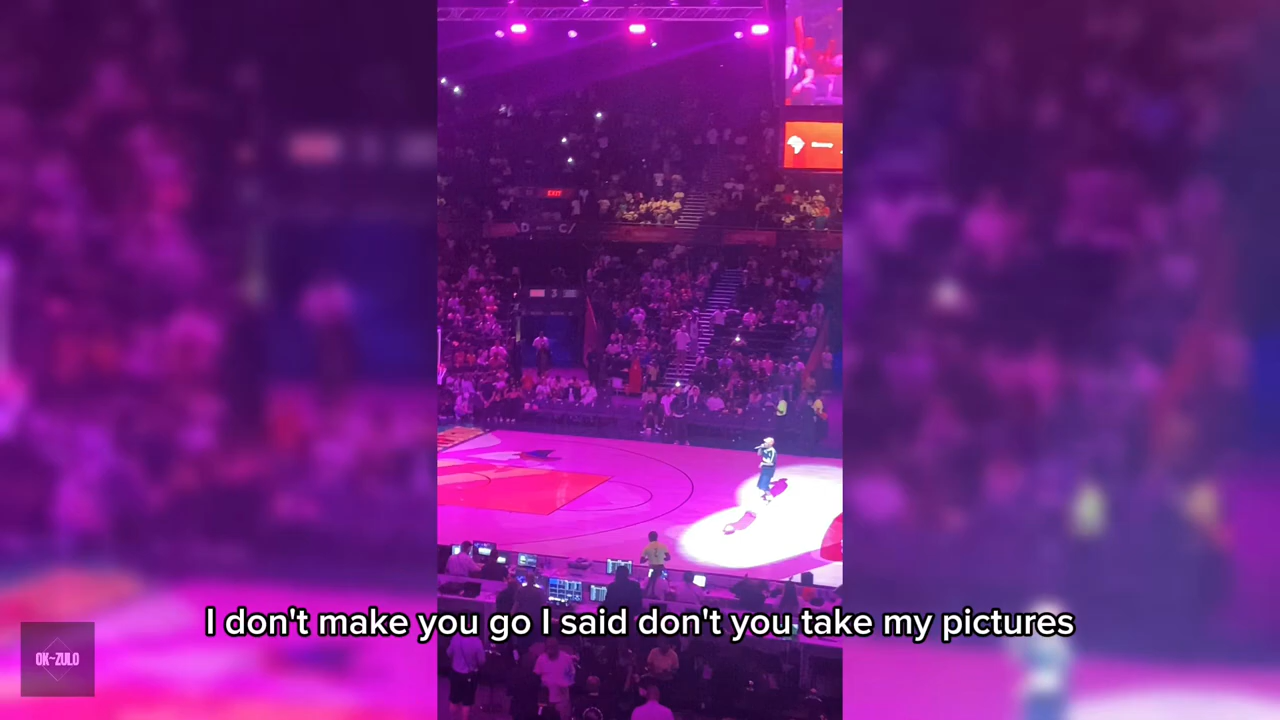 EXIT
D
C/
I don't make you go I said don't you take my pictures
OK~ZULO